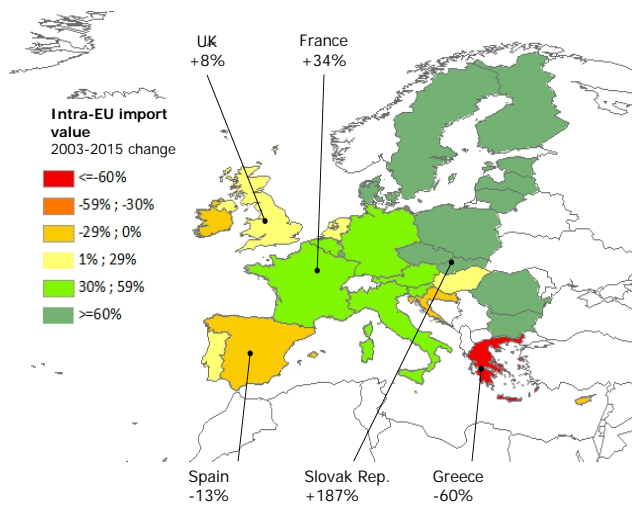 UK
+8%
France
+34%
Intra-EU import
value
2003-2015 change
<=-60%
-59% ; -30%
-29% ; 0%
1% ; 29%
30% ; 59%
>=60%
Spain
-13%
Slovak Rep.
+187%
Greece
-60%